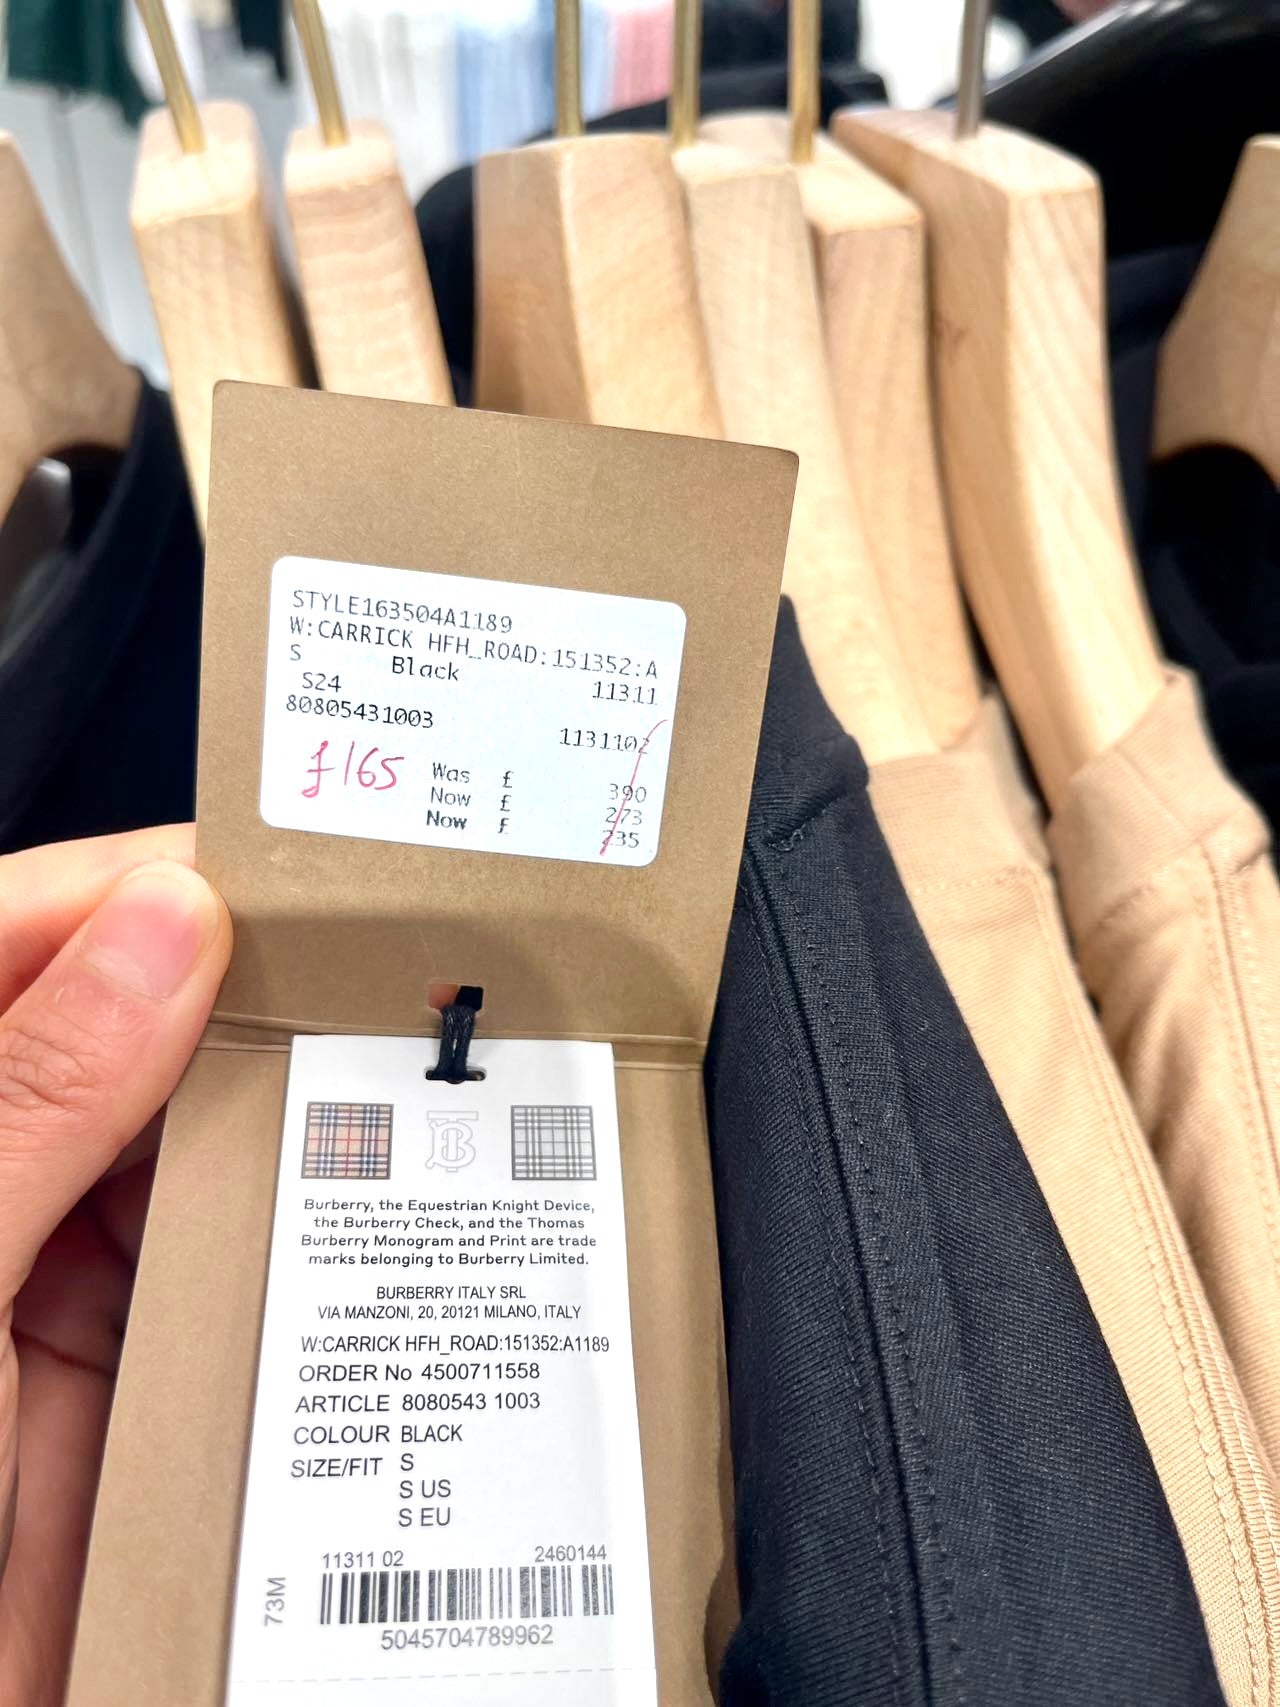 STYLE163504A1189
W:CARRICK HFH_ROAD:151352:A
S Black 11311
S24
80805431003 1131102
£165
Was £ 390
Now £ 273
Now £ 235
TB
Burberry, the Equestrian Knight Device,
the Burberry Check, and the Thomas
Burberry Monogram and Print are trade
marks belonging to Burberry Limited.
BURBERRY ITALY SRL
VIA MANZONI, 20, 20121 MILANO, ITALY
W:CARRICK HFH_ROAD:151352:A1189
ORDER No 4500711558
ARTICLE 8080543 1003
COLOUR BLACK
SIZE/FIT S
S US
S EU
11311 02 2460144
73M
5045704789962